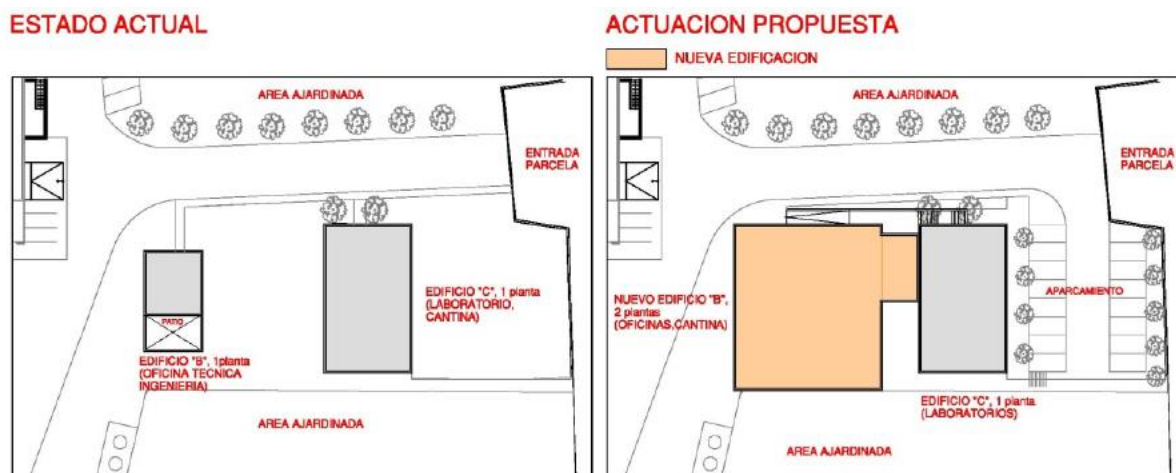 ESTADO ACTUAL
AREA AJARDINADA
ENTRADA
PARCELA
EDIFICIO "C", 1 planta
(LABORATORIO,
CANTINA)
PATIO
EDIFICIO "B", 1planta
(OFICINA TECNICA
INGENIERIA)
AREA AJARDINADA
ACTUACION PROPUESTA
NUEVA EDIFICACION
AREA AJARDINADA
ENTRADA
PARCELA
NUEVO EDIFICIO "B",
2 plantas
(OFICINAS,CANTINA)
APARCAMIENTO
EDIFICIO "C", 1 planta
(LABORATORIOS)
AREA AJARDINADA